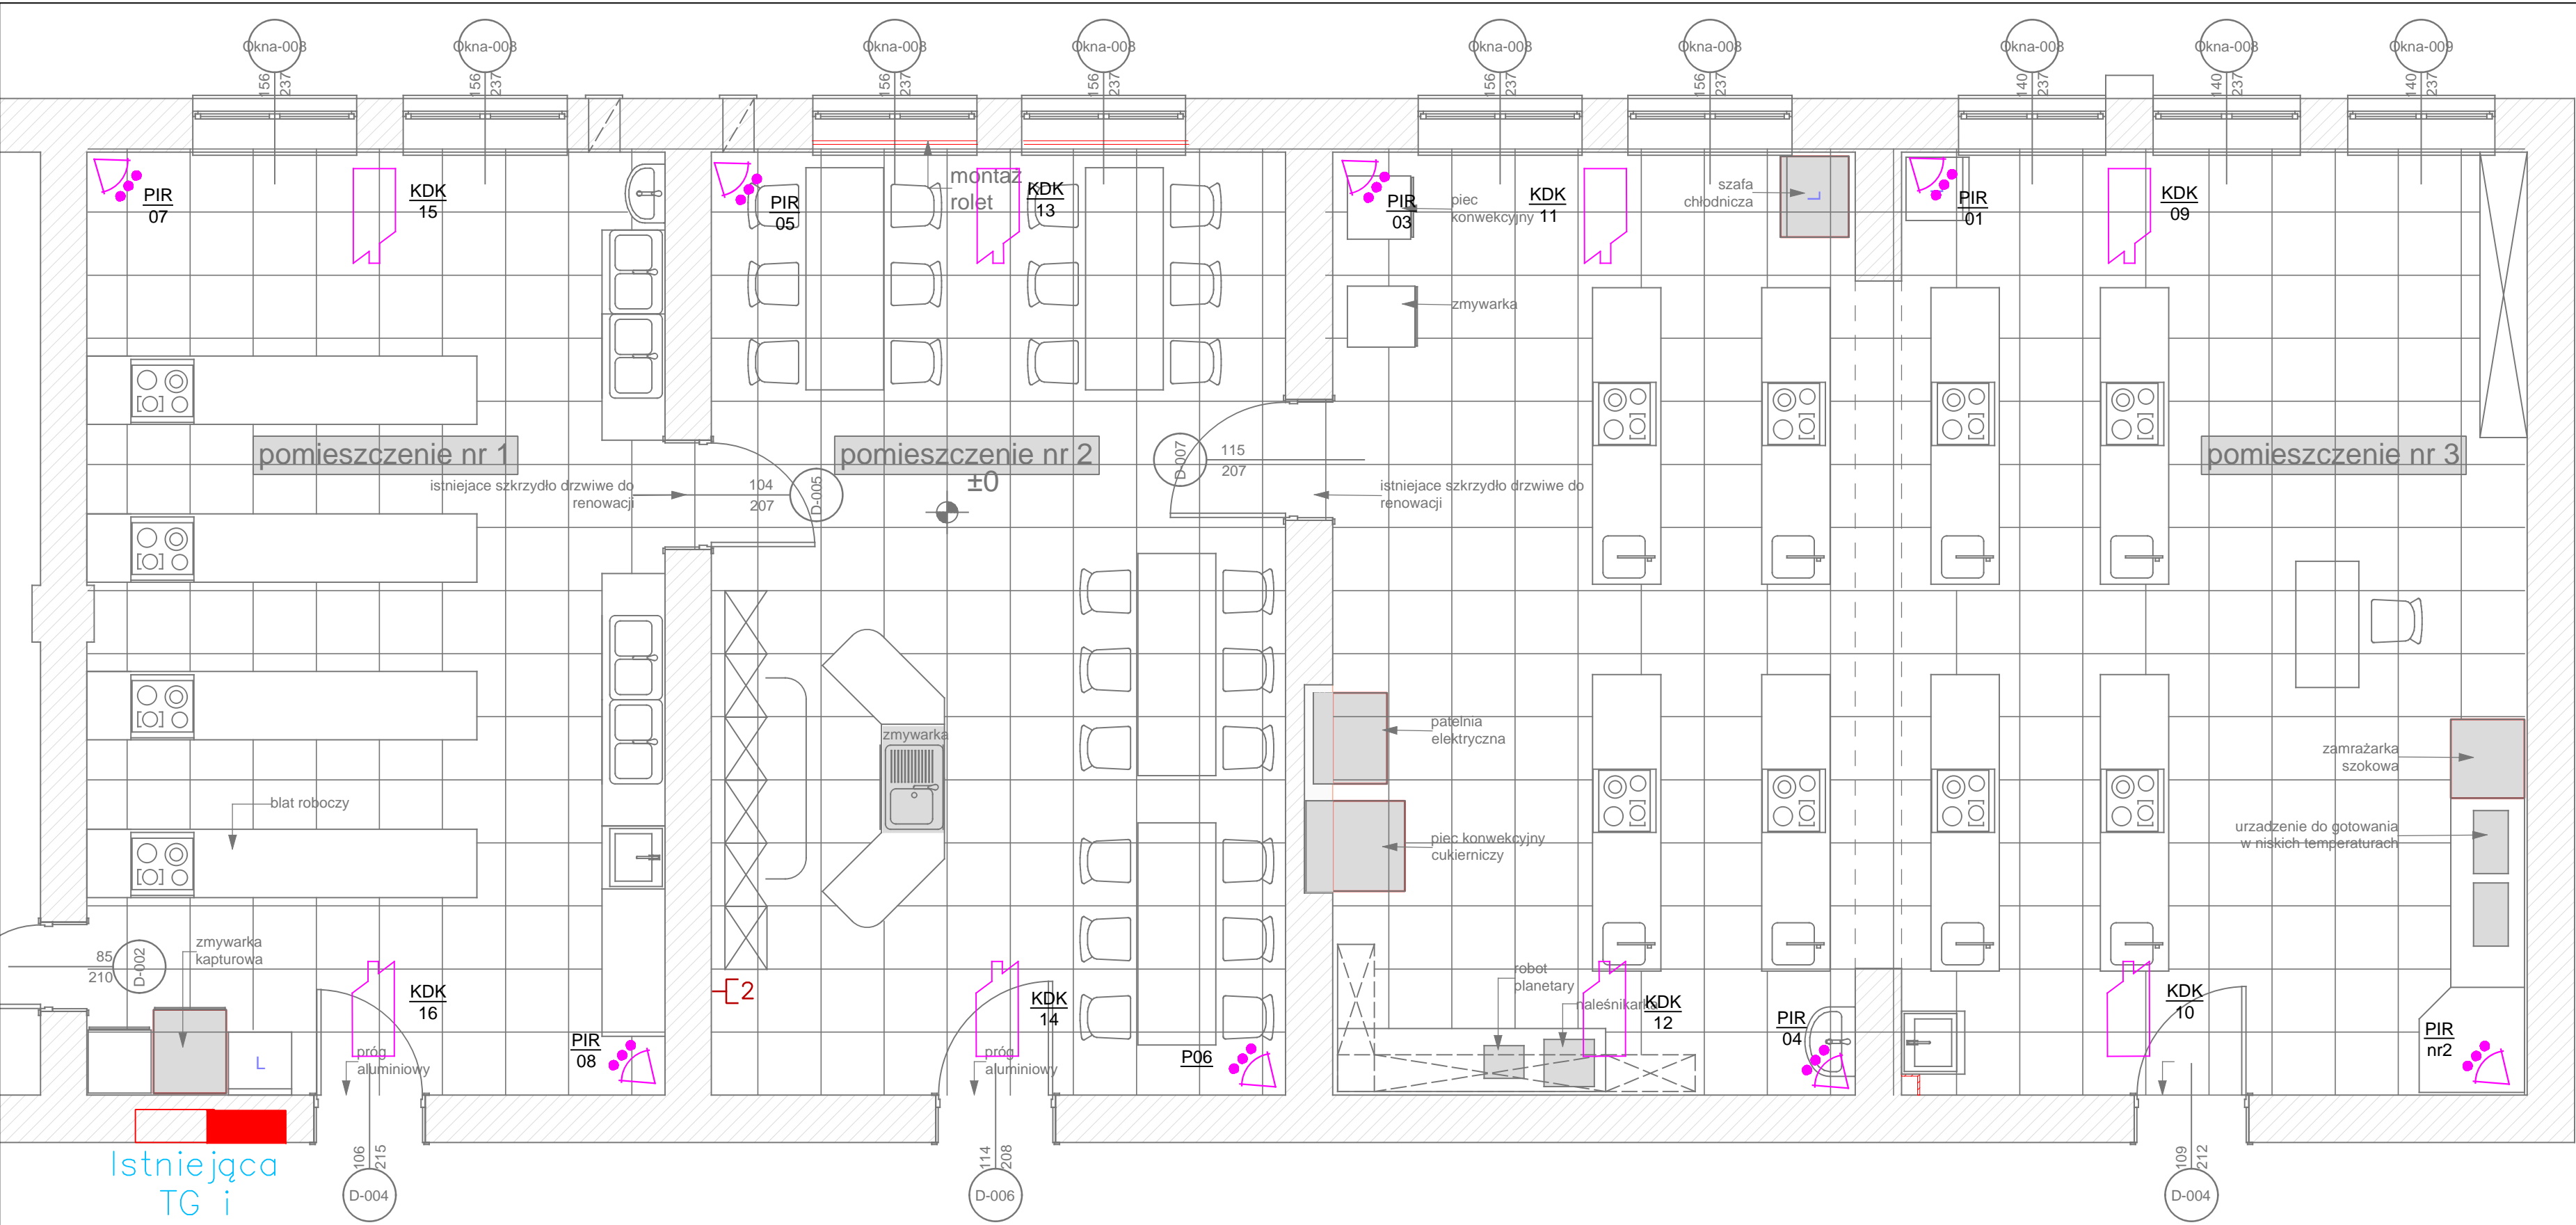 Okna-008
Okna-008
Okna-008
Okna-008
Okna-008
Okna-008
Okna-008
Okna-008
Okna-009
156
237
156
237
156
237
156
237
156
237
156
237
140
237
140
237
140
237
PIR
07
KDK
15
PIR
05
montaż
rolet
KDK
13
PIR
03
piec
konwekcyjny
KDK
11
szafa
chłodnicza
L
PIR
01
KDK
09
zmywarka
pomieszczenie nr 1
pomieszczenie nr 2
±0
pomieszczenie nr 3
istniejace szkrzydło drzwiwe do
renowacji
104
207
D-005
D-007
115
207
istniejace szkrzydło drzwiwe do
renowacji
zmywarka
patelnia
elektryczna
zamrażarka
szokowa
blat roboczy
piec konwekcyjny
cukierniczy
urzadzenie do gotowania
w niskich temperaturach
85
210
D-002
zmywarka
kapturowa
L
KDK
16
próg
aluminiowy
PIR
08
2
KDK
14
próg
aluminiowy
P06
robot
planetary
naleśnikarka
KDK
12
PIR
04
KDK
10
PIR
nr2
Istniejąca
TG i
106
215
D-004
114
208
D-006
109
212
D-004